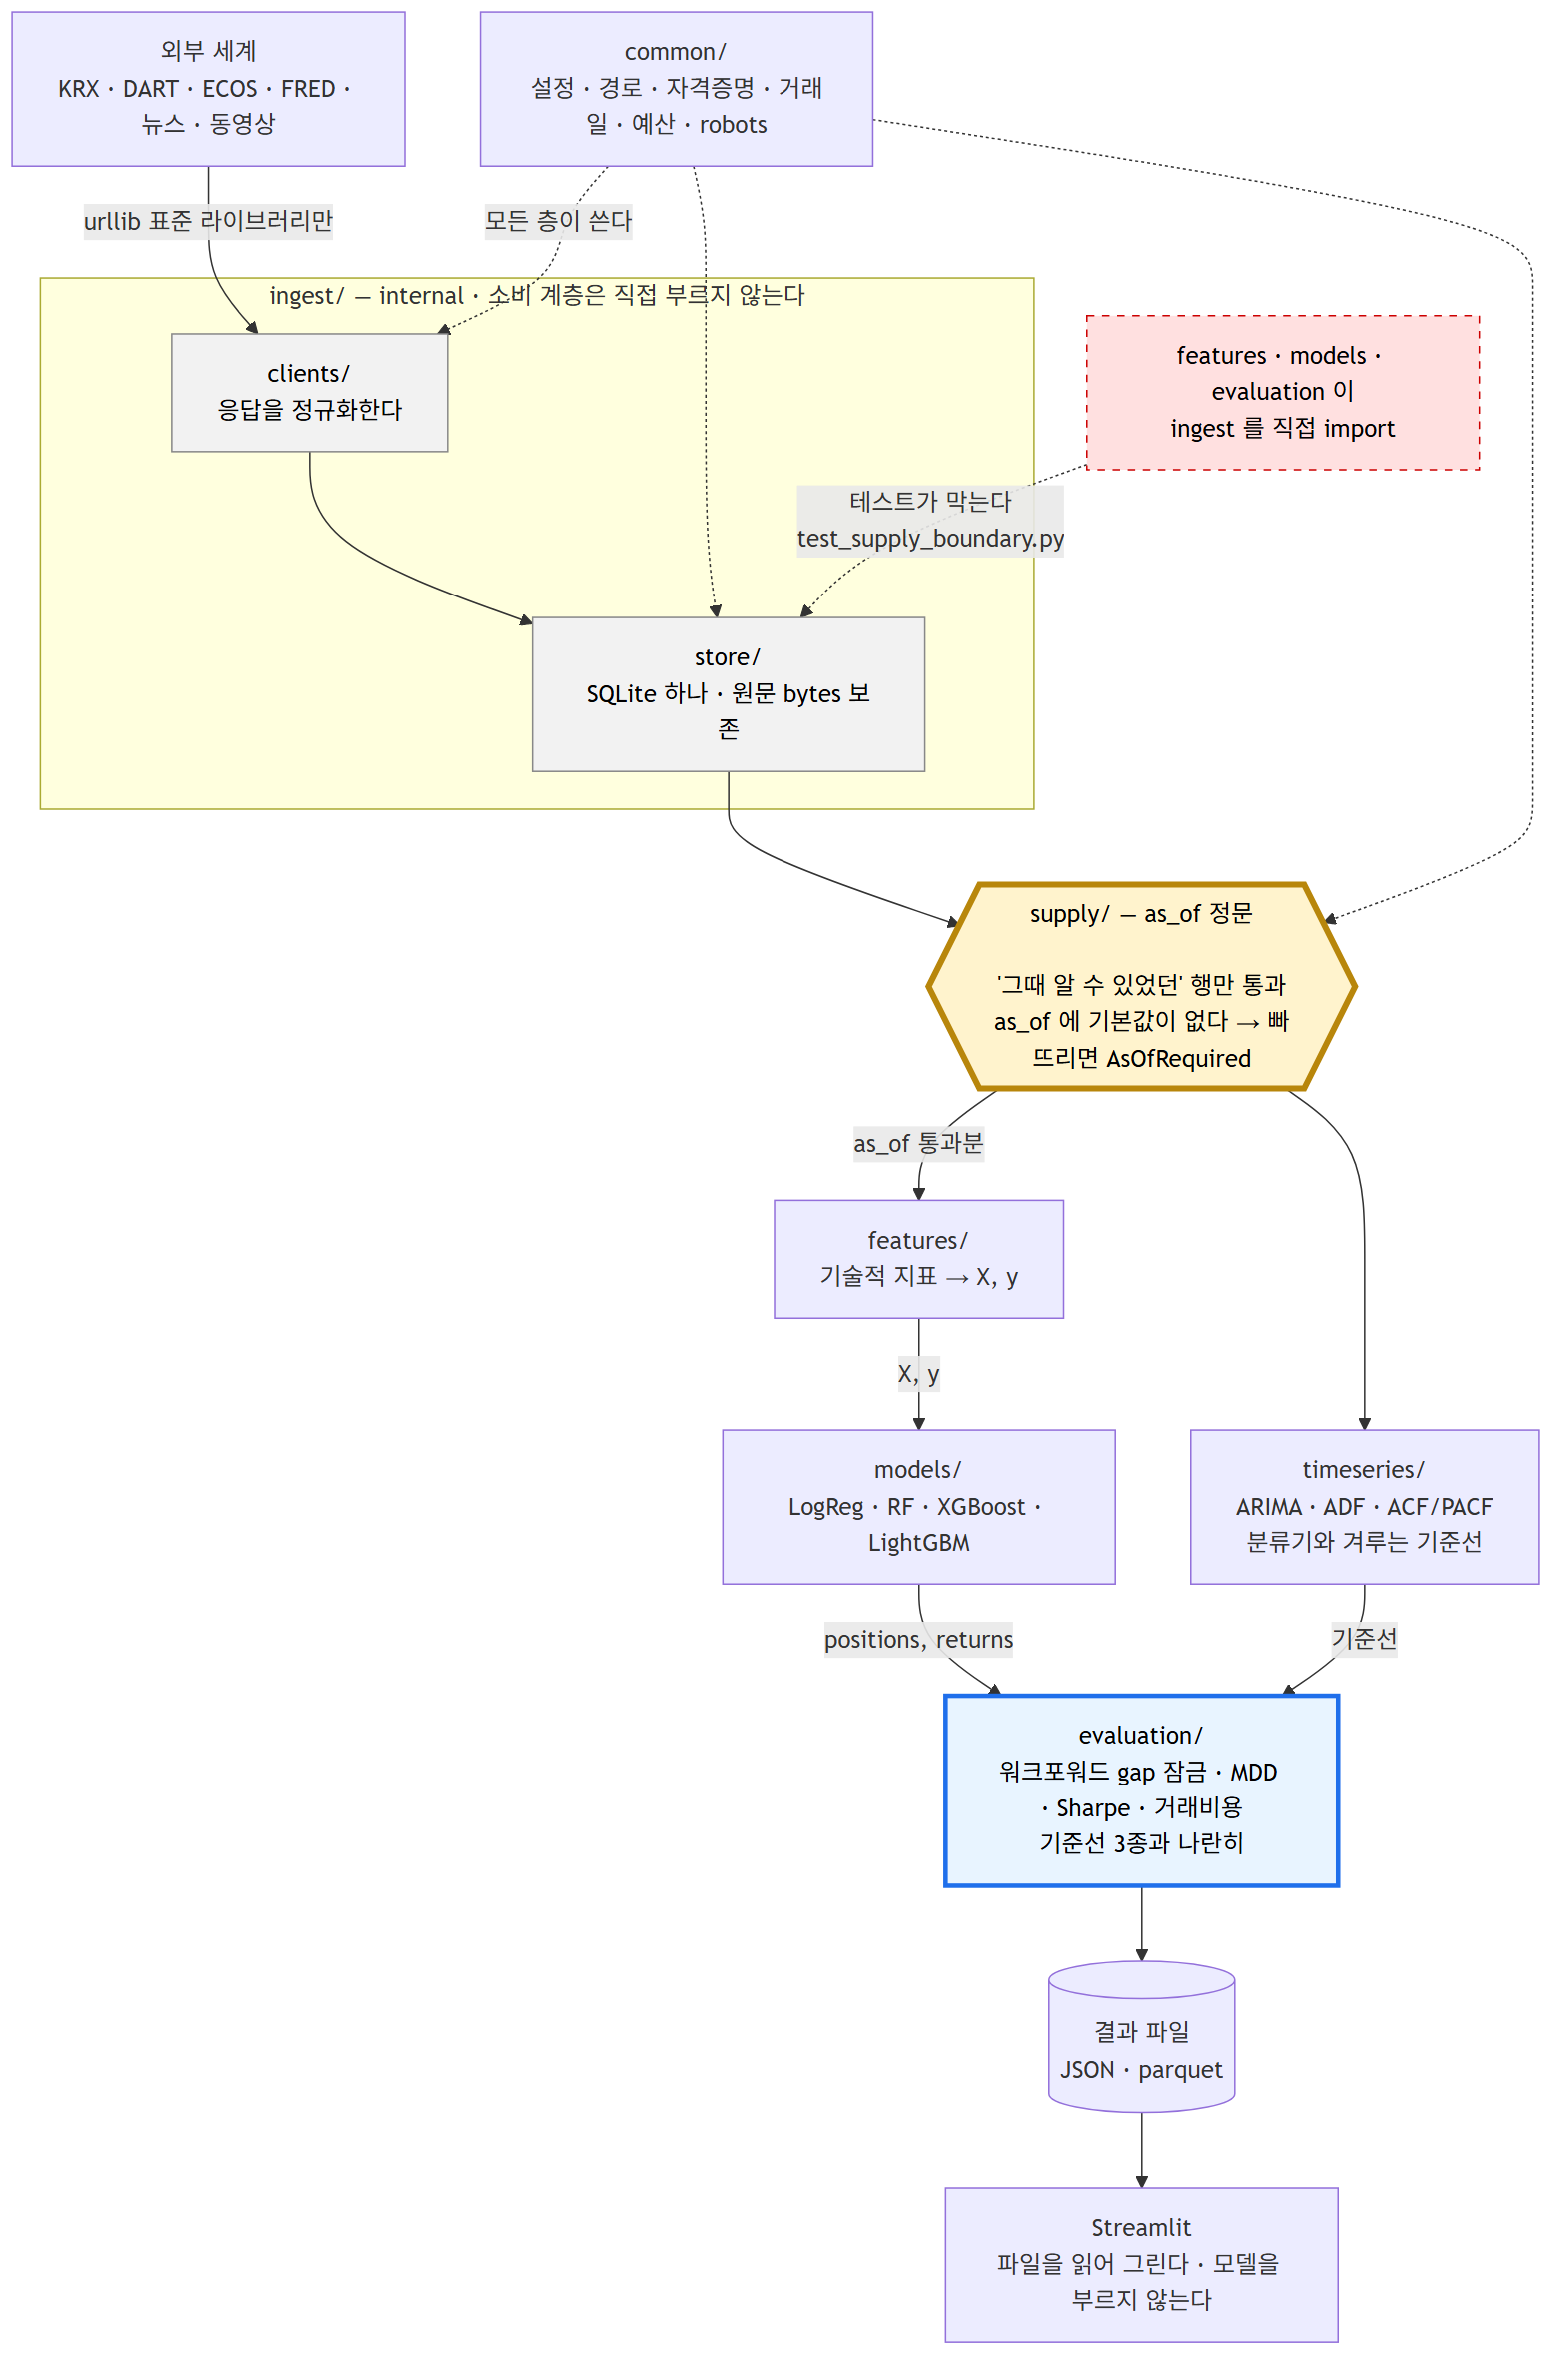 외부 세계
KRX · DART · ECOS · FRED ·
뉴스 · 동영상
common/
설정 · 경로 · 자격증명 · 거래
일 · 예산 · robots
urllib 표준 라이브러리만
모든 층이 쓴다
ingest/ — internal · 소비 계층은 직접 부르지 않는다
clients/
응답을 정규화한다
features · models ·
evaluation 이
ingest 를 직접 import
테스트가 막는다
test_supply_boundary.py
store/
SQLite 하나 · 원문 bytes 보
존
supply/ — as_of 정문
'그때 알 수 있었던' 행만 통과
as_of 에 기본값이 없다 → 빠
뜨리면 AsOfRequired
as_of 통과분
features/
기술적 지표 → X, y
X, y
models/
LogReg · RF · XGBoost ·
LightGBM
timeseries/
ARIMA · ADF · ACF/PACF
분류기와 겨루는 기준선
positions, returns
기준선
evaluation/
워크포워드 gap 잠금 · MDD
· Sharpe · 거래비용
기준선 3종과 나란히
결과 파일
JSON · parquet
Streamlit
파일을 읽어 그린다 · 모델을
부르지 않는다